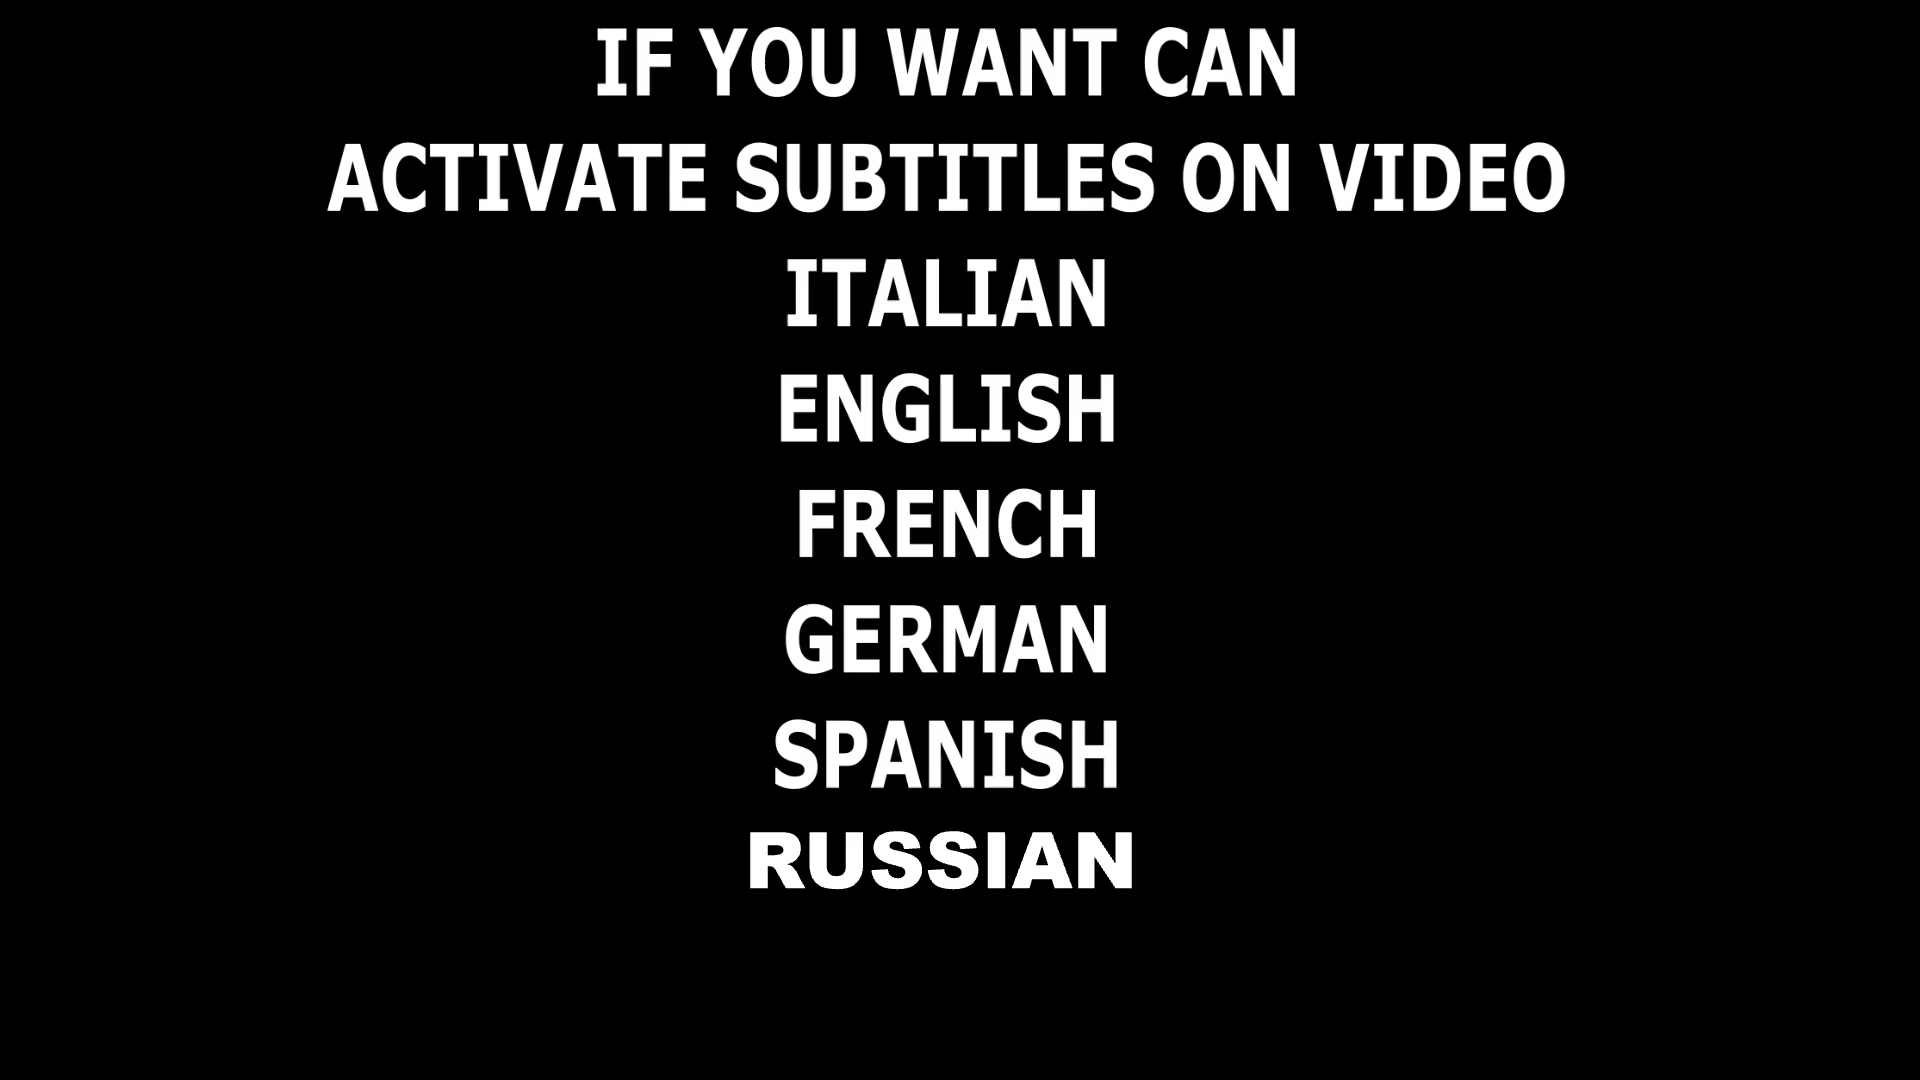 IF YOU WANT CAN
ACTIVATE SUBTITLES ON VIDEO
ITALIAN
ENGLISH
FRENCH
GERMAN
SPANISH
RUSSIAN